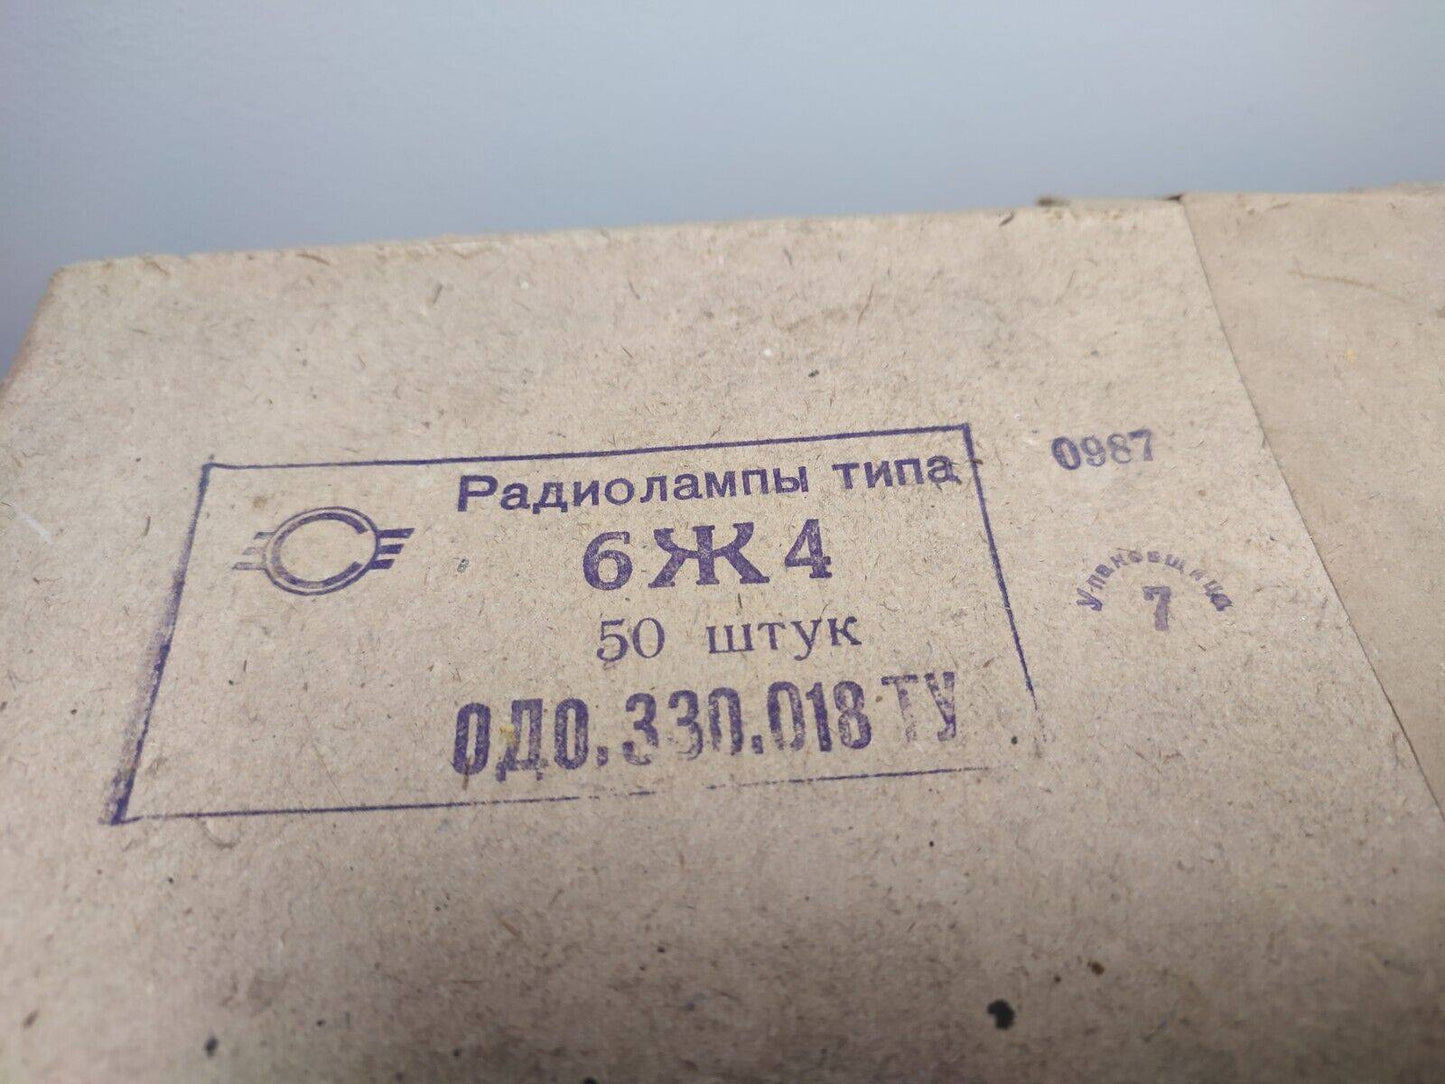 Радиолампы типа
6Ж4
50 штук
ОДО.330.018 ТУ
0987
Упаковщица
7